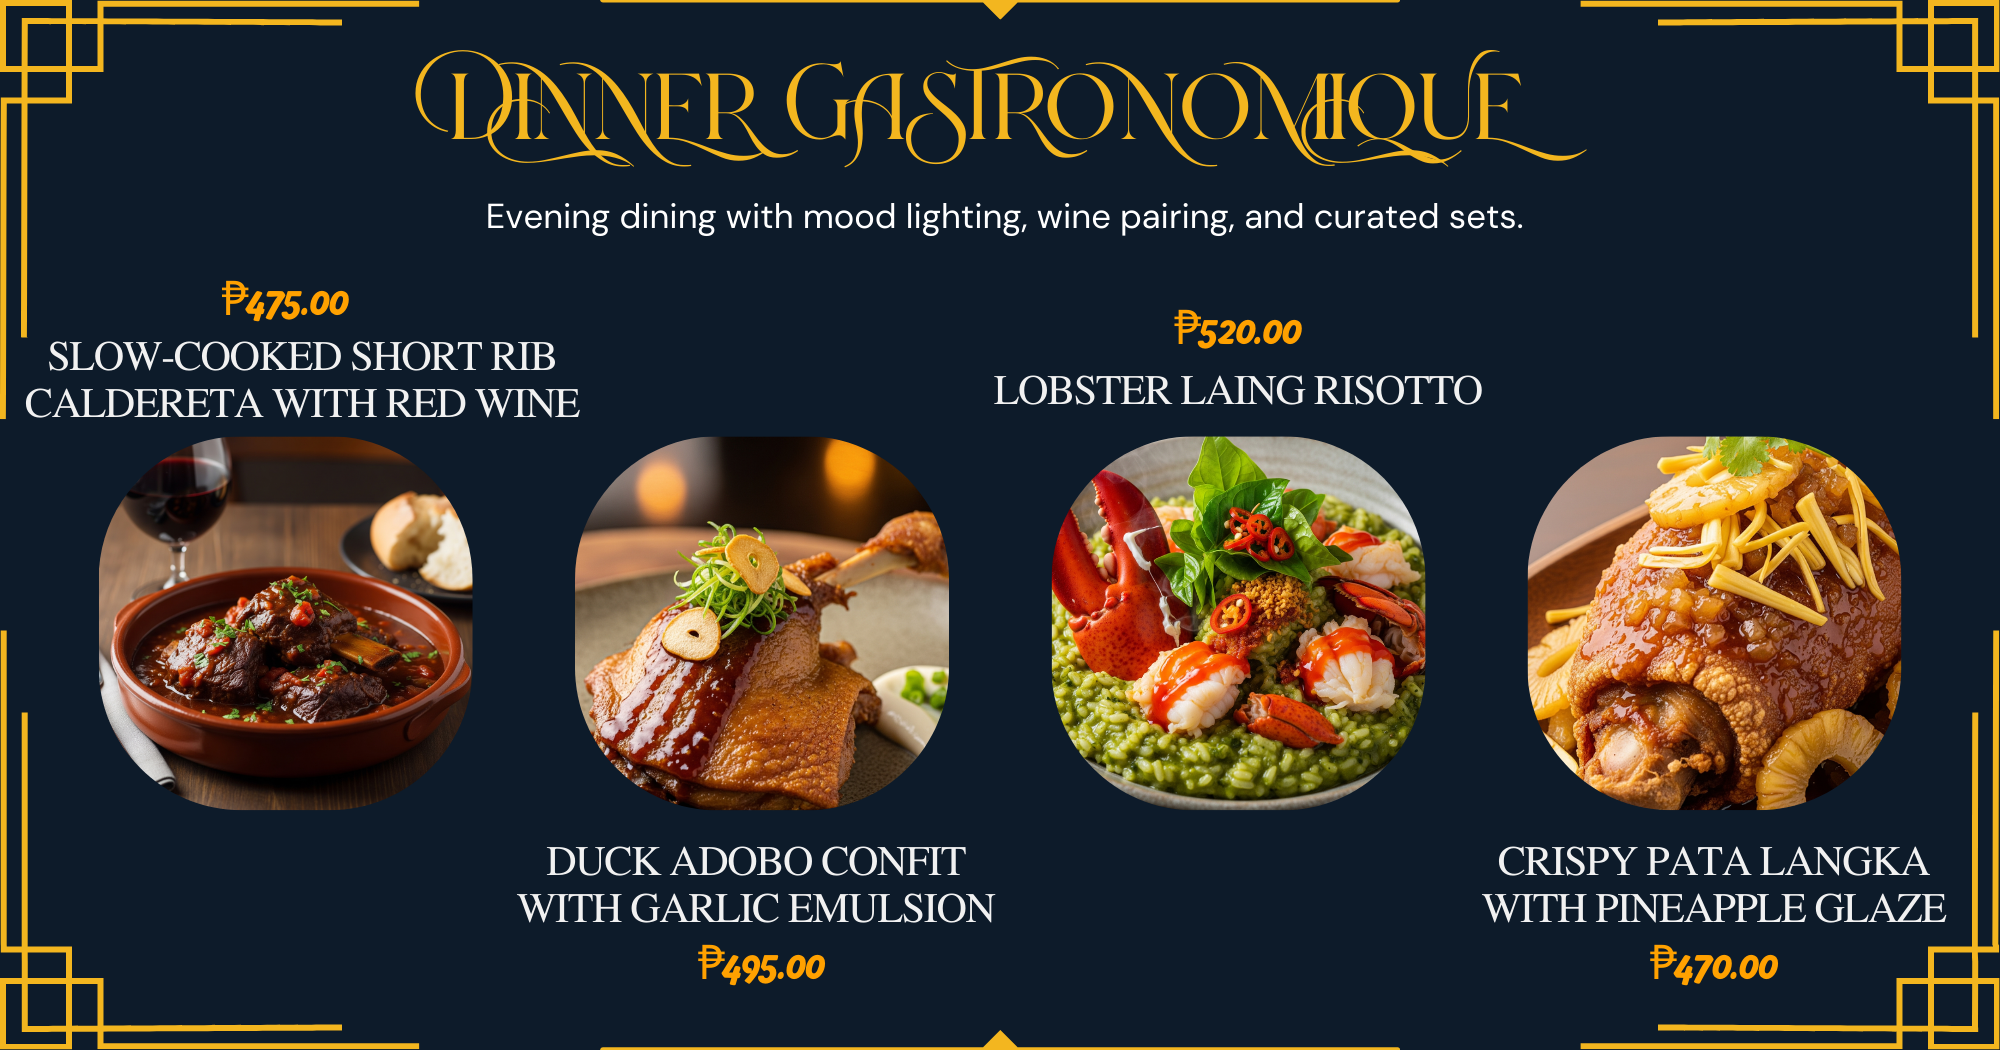 DINNER GASTRONOMIQUE
Evening dining with mood lighting, wine pairing, and curated sets.
₱475.00
SLOW-COOKED SHORT RIB
CALDERETA WITH RED WINE
DUCK ADOBO CONFIT
WITH GARLIC EMULSION
₱495.00
₱520.00
LOBSTER LAING RISOTTO
CRISPY PATA LANGKA
WITH PINEAPPLE GLAZE
₱470.00